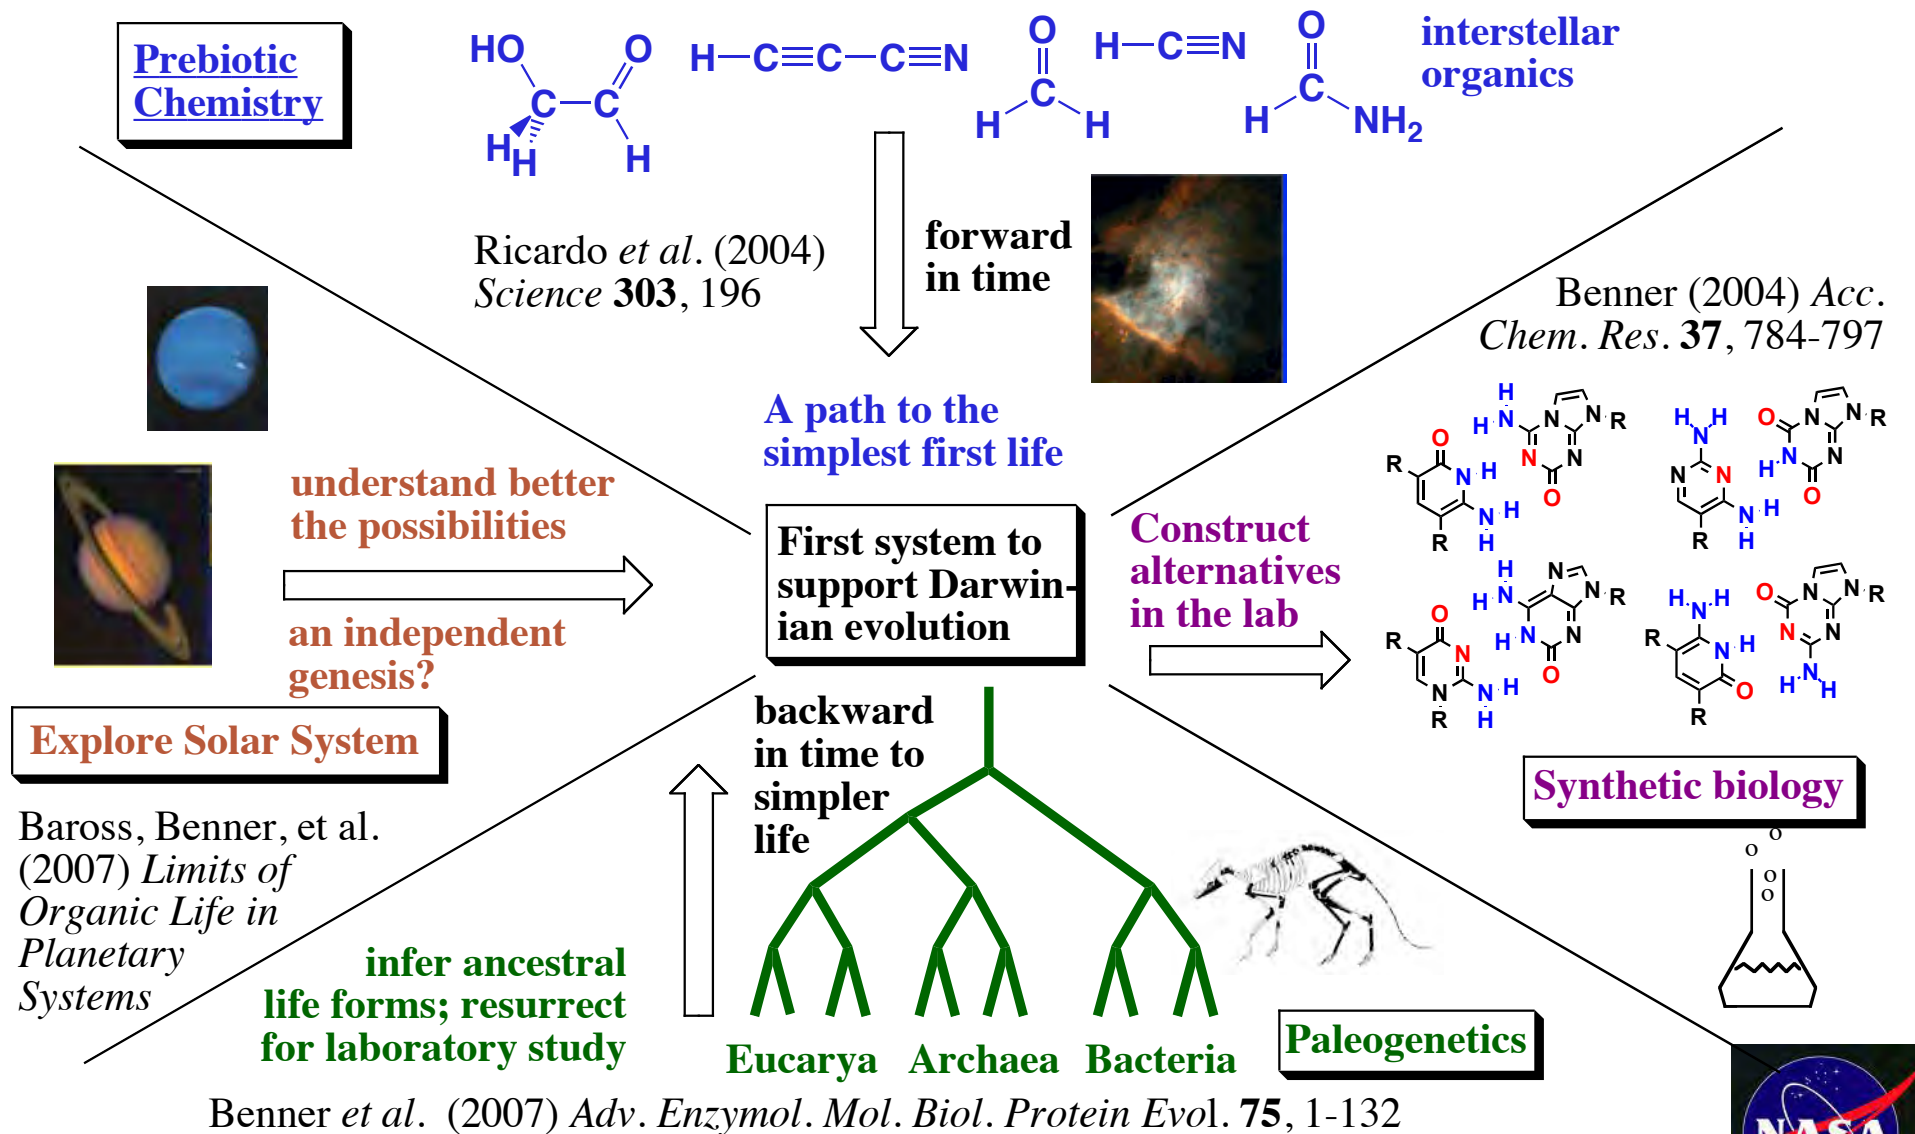 Prebiotic
Chemistry
interstellar
organics
HO O
C C
H H H
H C C C N
O
C
H H
H C N
O
C
H NH2
Ricardo et al. (2004)
Science 303, 196
forward
in time
A path to the
simplest first life
Benner (2004) Acc.
Chem. Res. 37, 784-797
understand better
the possibilities
an independent
genesis?
Explore Solar System
Baross, Benner, et al.
(2007) Limits of
Organic Life in
Planetary
Systems
First system to
support Darwin-
ian evolution
Construct
alternatives
in the lab
H
H N N N R
O N N
R N H O
N H
R H
H H
N O N N R
N N H N N
N H O
R H
H N N R
H N
O H N N
R N O
N N H
R H
H N H O N N R
R N H N N
O H N H
R
Synthetic biology
o
o
o
o
backward
in time to
simpler
life
infer ancestral
life forms; resurrect
for laboratory study
Eucarya Archaea Bacteria
Paleogenetics
Benner et al. (2007) Adv. Enzymol. Mol. Biol. Protein Evol. 75, 1-132
NASA